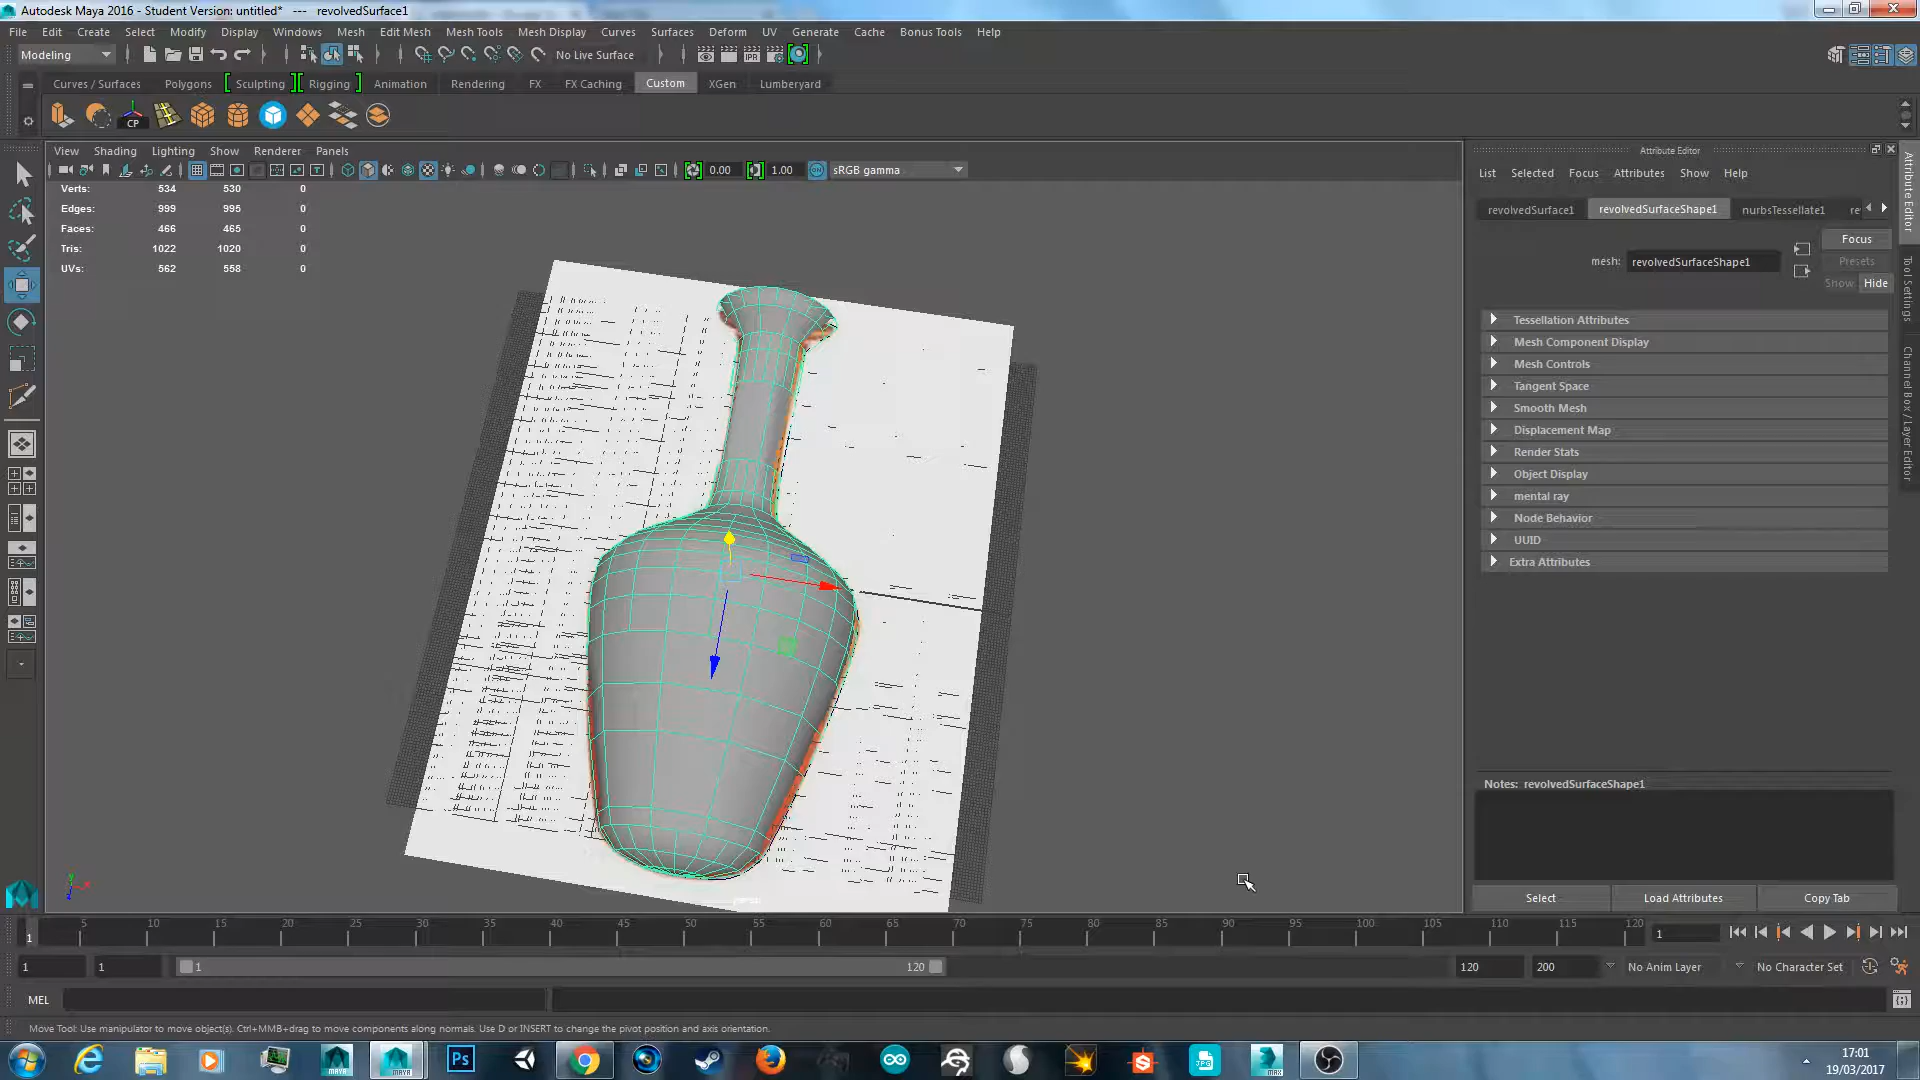 Autodesk Maya 2016 - Student Version: untitled* --- revolvedSurface1
File Edit Create Select Modify Display Windows Mesh Edit Mesh Mesh Tools Mesh Display Curves Surfaces Deform UV Generate Cache Bonus Tools Help
Modeling No Live Surface
Curves / Surfaces Polygons Sculpting Rigging Animation Rendering FX FX Caching Custom XGen Lumberyard
CP
View Shading Lighting Show Renderer Panels
0.00 1.00 sRGB gamma
Verts: 534 530 0
Edges: 999 995 0
Faces: 466 465 0
Tris: 1022 1020 0
UVs: 562 558 0
Attribute Editor
List Selected Focus Attributes Show Help
revolvedSurface1 revolvedSurfaceShape1 nurbsTessellate1 re
mesh: revolvedSurfaceShape1
Focus
Presets
Show Hide
Tessellation Attributes
Mesh Component Display
Mesh Controls
Tangent Space
Smooth Mesh
Displacement Map
Render Stats
Object Display
mental ray
Node Behavior
UUID
Extra Attributes
Notes: revolvedSurfaceShape1
Select Load Attributes Copy Tab
Attribute Editor
Tool Settings
Channel Box / Layer Editor
1 5 10 15 20 25 30 35 40 45 50 55 60 65 70 75 80 85 90 95 100 105 110 115 120 1
1 1 1 120 120 200 No Anim Layer No Character Set
MEL
Move Tool: Use manipulator to move object(s). Ctrl+MMB+drag to move components along normals. Use D or INSERT to change the pivot position and axis orientation.
17:01
19/03/2017